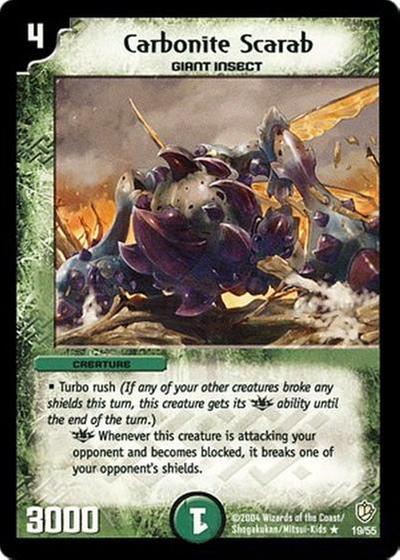 4
Carbonite Scarab
GIANT INSECT
CREATURE
▪ Turbo rush (If any of your other creatures broke any
shields this turn, this creature gets its ability until
the end of the turn.)
Whenever this creature is attacking your
opponent and becomes blocked, it breaks one
of your opponent's shields.
3000
1
©2004 Wizards of the Coast/
Shogakukan/Mitsui-Kids ★
19/55